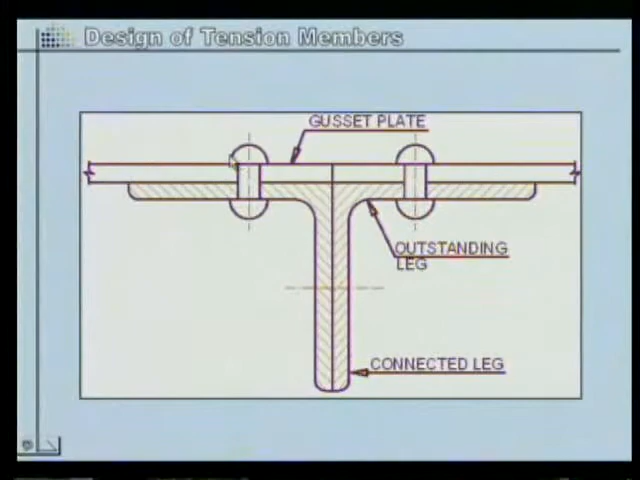 Design of Tension Members
GUSSET PLATE
OUTSTANDING
LEG
CONNECTED LEG